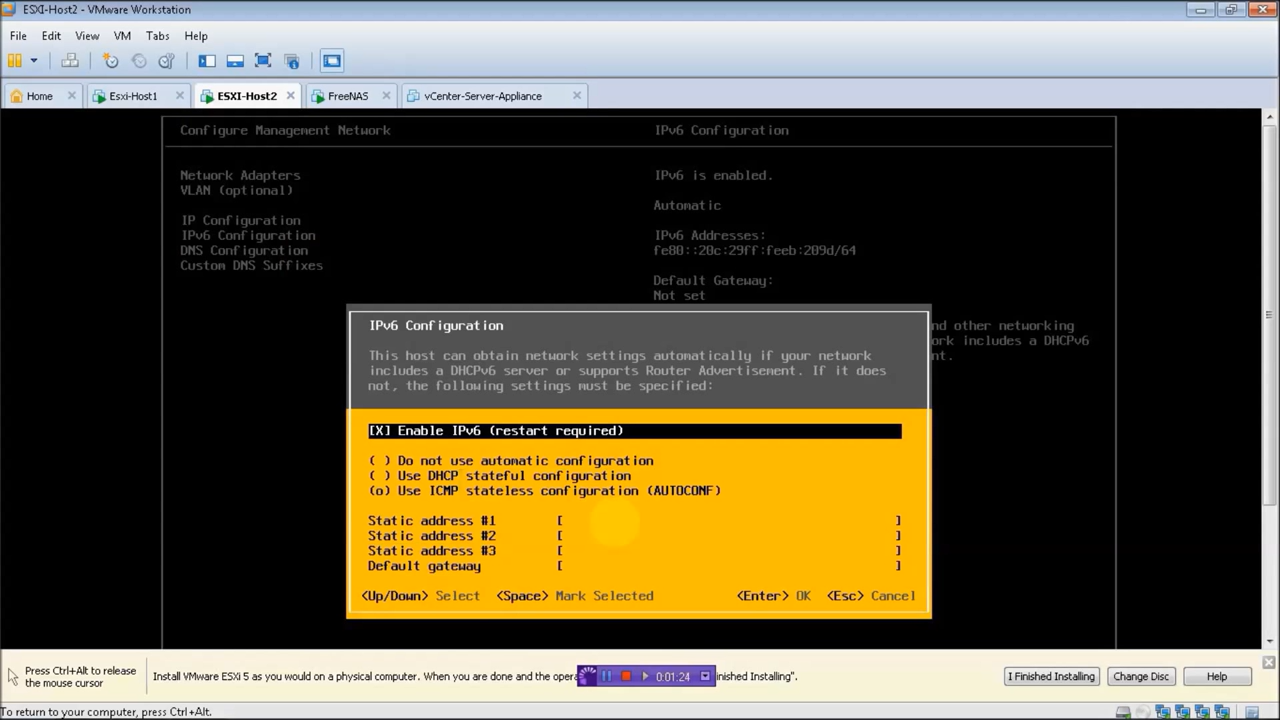 ESXI-Host2 - VMware Workstation
File Edit View VM Tabs Help
Home Esxi-Host1 ESXI-Host2 FreeNAS vCenter-Server-Appliance
Configure Management Network IPv6 Configuration
Network Adapters IPv6 is enabled.
VLAN (optional)
Automatic
IP Configuration
IPv6 Configuration IPv6 Addresses:
DNS Configuration fe80::20c:29ff:feeb:209d/64
Custom DNS Suffixes
Default Gateway:
Not set
nd other networking
ork includes a DHCPv6
nt.
IPv6 Configuration
This host can obtain network settings automatically if your network
includes a DHCPv6 server or supports Router Advertisement. If it does
not, the following settings must be specified:
[X] Enable IPv6 (restart required)
( ) Do not use automatic configuration
( ) Use DHCP stateful configuration
(o) Use ICMP stateless configuration (AUTOCONF)
Static address #1 [ ]
Static address #2 [ ]
Static address #3 [ ]
Default gateway [ ]
<Up/Down> Select <Space> Mark Selected <Enter> OK <Esc> Cancel
Press Ctrl+Alt to release
the mouse cursor
Install VMware ESXi 5 as you would on a physical computer. When you are done and the opera 0:01:24 inished Installing".
I Finished Installing Change Disc Help
To return to your computer, press Ctrl+Alt.